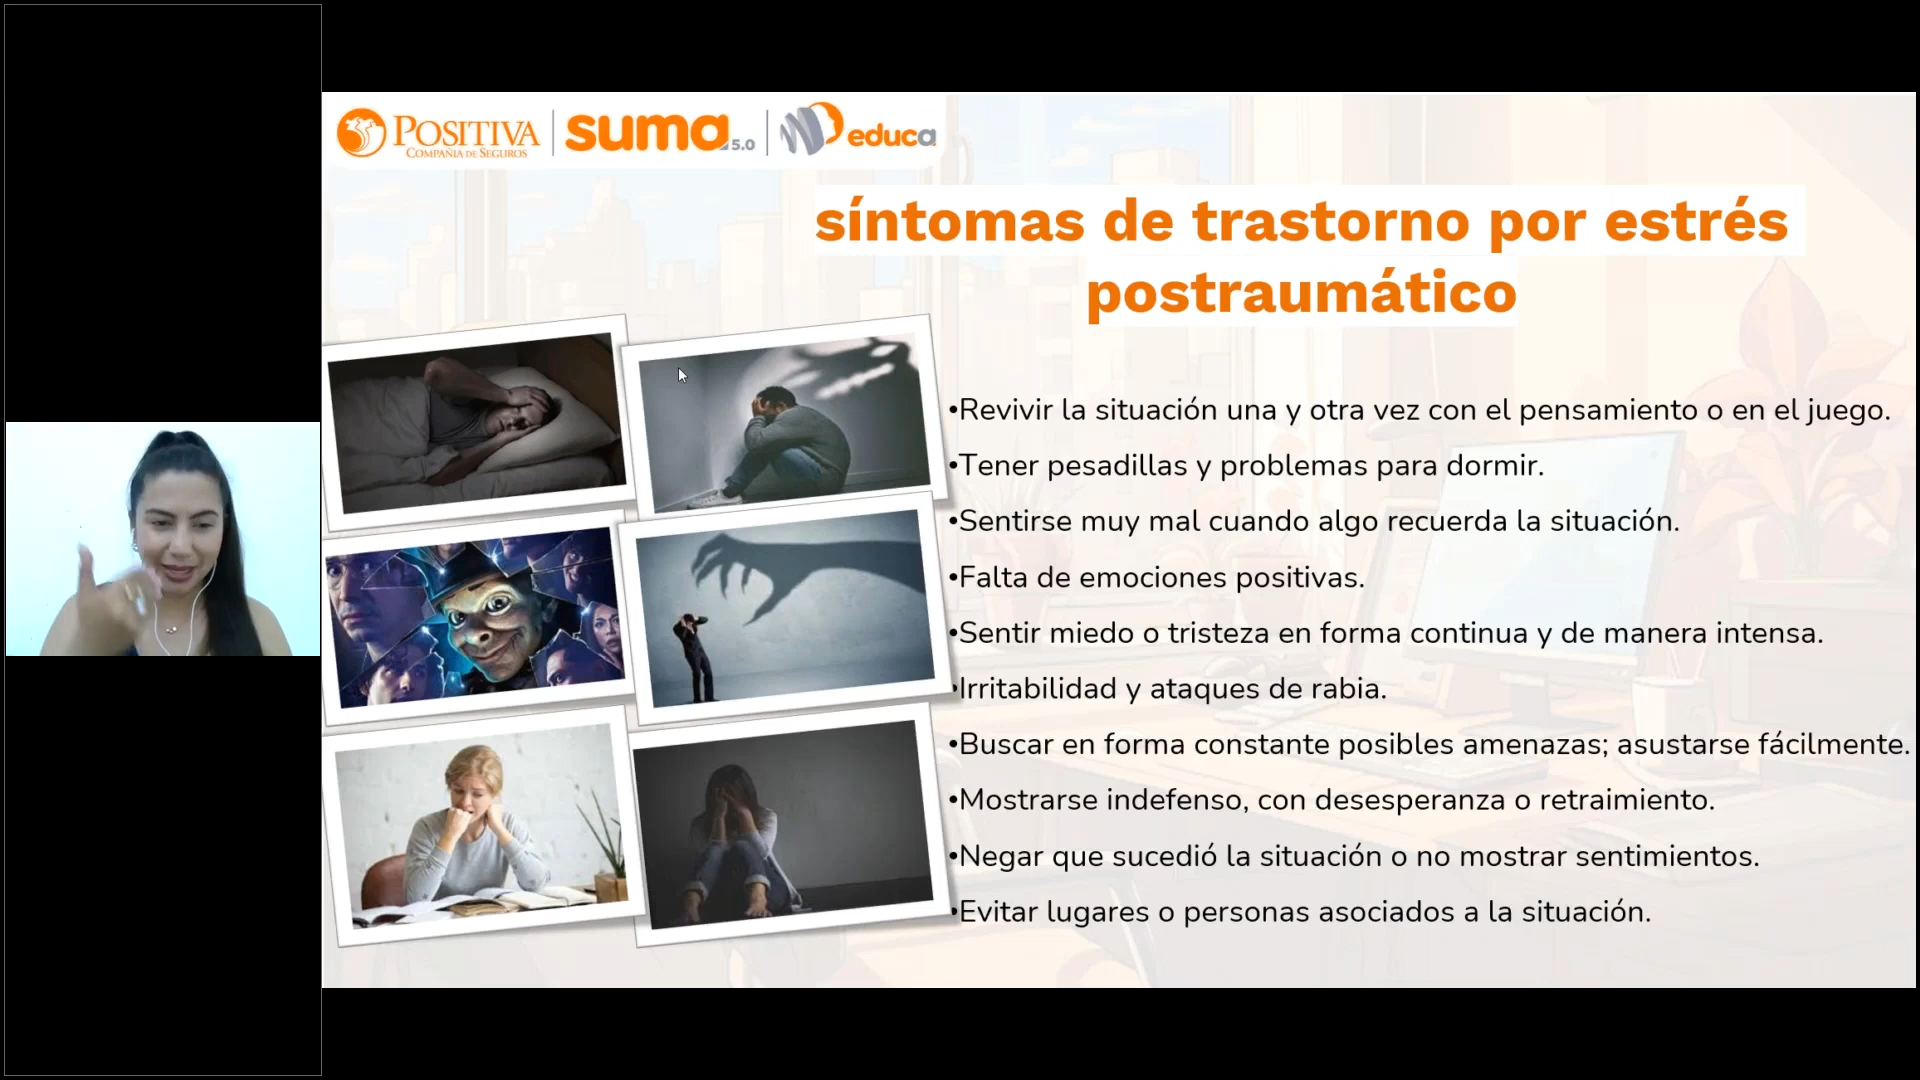 POSITIVA
COMPAÑIA DE SEGUROS
suma 5.0
educa
síntomas de trastorno por estrés
postraumático
•Revivir la situación una y otra vez con el pensamiento o en el juego.
•Tener pesadillas y problemas para dormir.
•Sentirse muy mal cuando algo recuerda la situación.
•Falta de emociones positivas.
•Sentir miedo o tristeza en forma continua y de manera intensa.
•Irritabilidad y ataques de rabia.
•Buscar en forma constante posibles amenazas; asustarse fácilmente.
•Mostrarse indefenso, con desesperanza o retraimiento.
•Negar que sucedió la situación o no mostrar sentimientos.
•Evitar lugares o personas asociados a la situación.